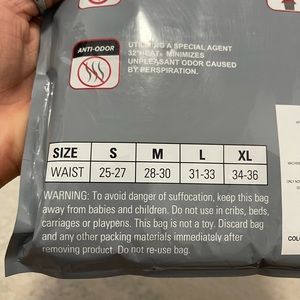 ANTI-ODOR
UTILIZING A SPECIAL AGENT
32°HEAT® MINIMIZES
UNPLEASANT ODOR CAUSED
BY PERSPIRATION.
SIZE S M L XL
WAIST 25-27 28-30 31-33 34-36
WARNING: To avoid danger of suffocation, keep this bag
away from babies and children. Do not use in cribs, beds,
carriages or playpens. This bag is not a toy. Discard bag
and any other packing materials immediately after
removing product. Do not re-use bag.